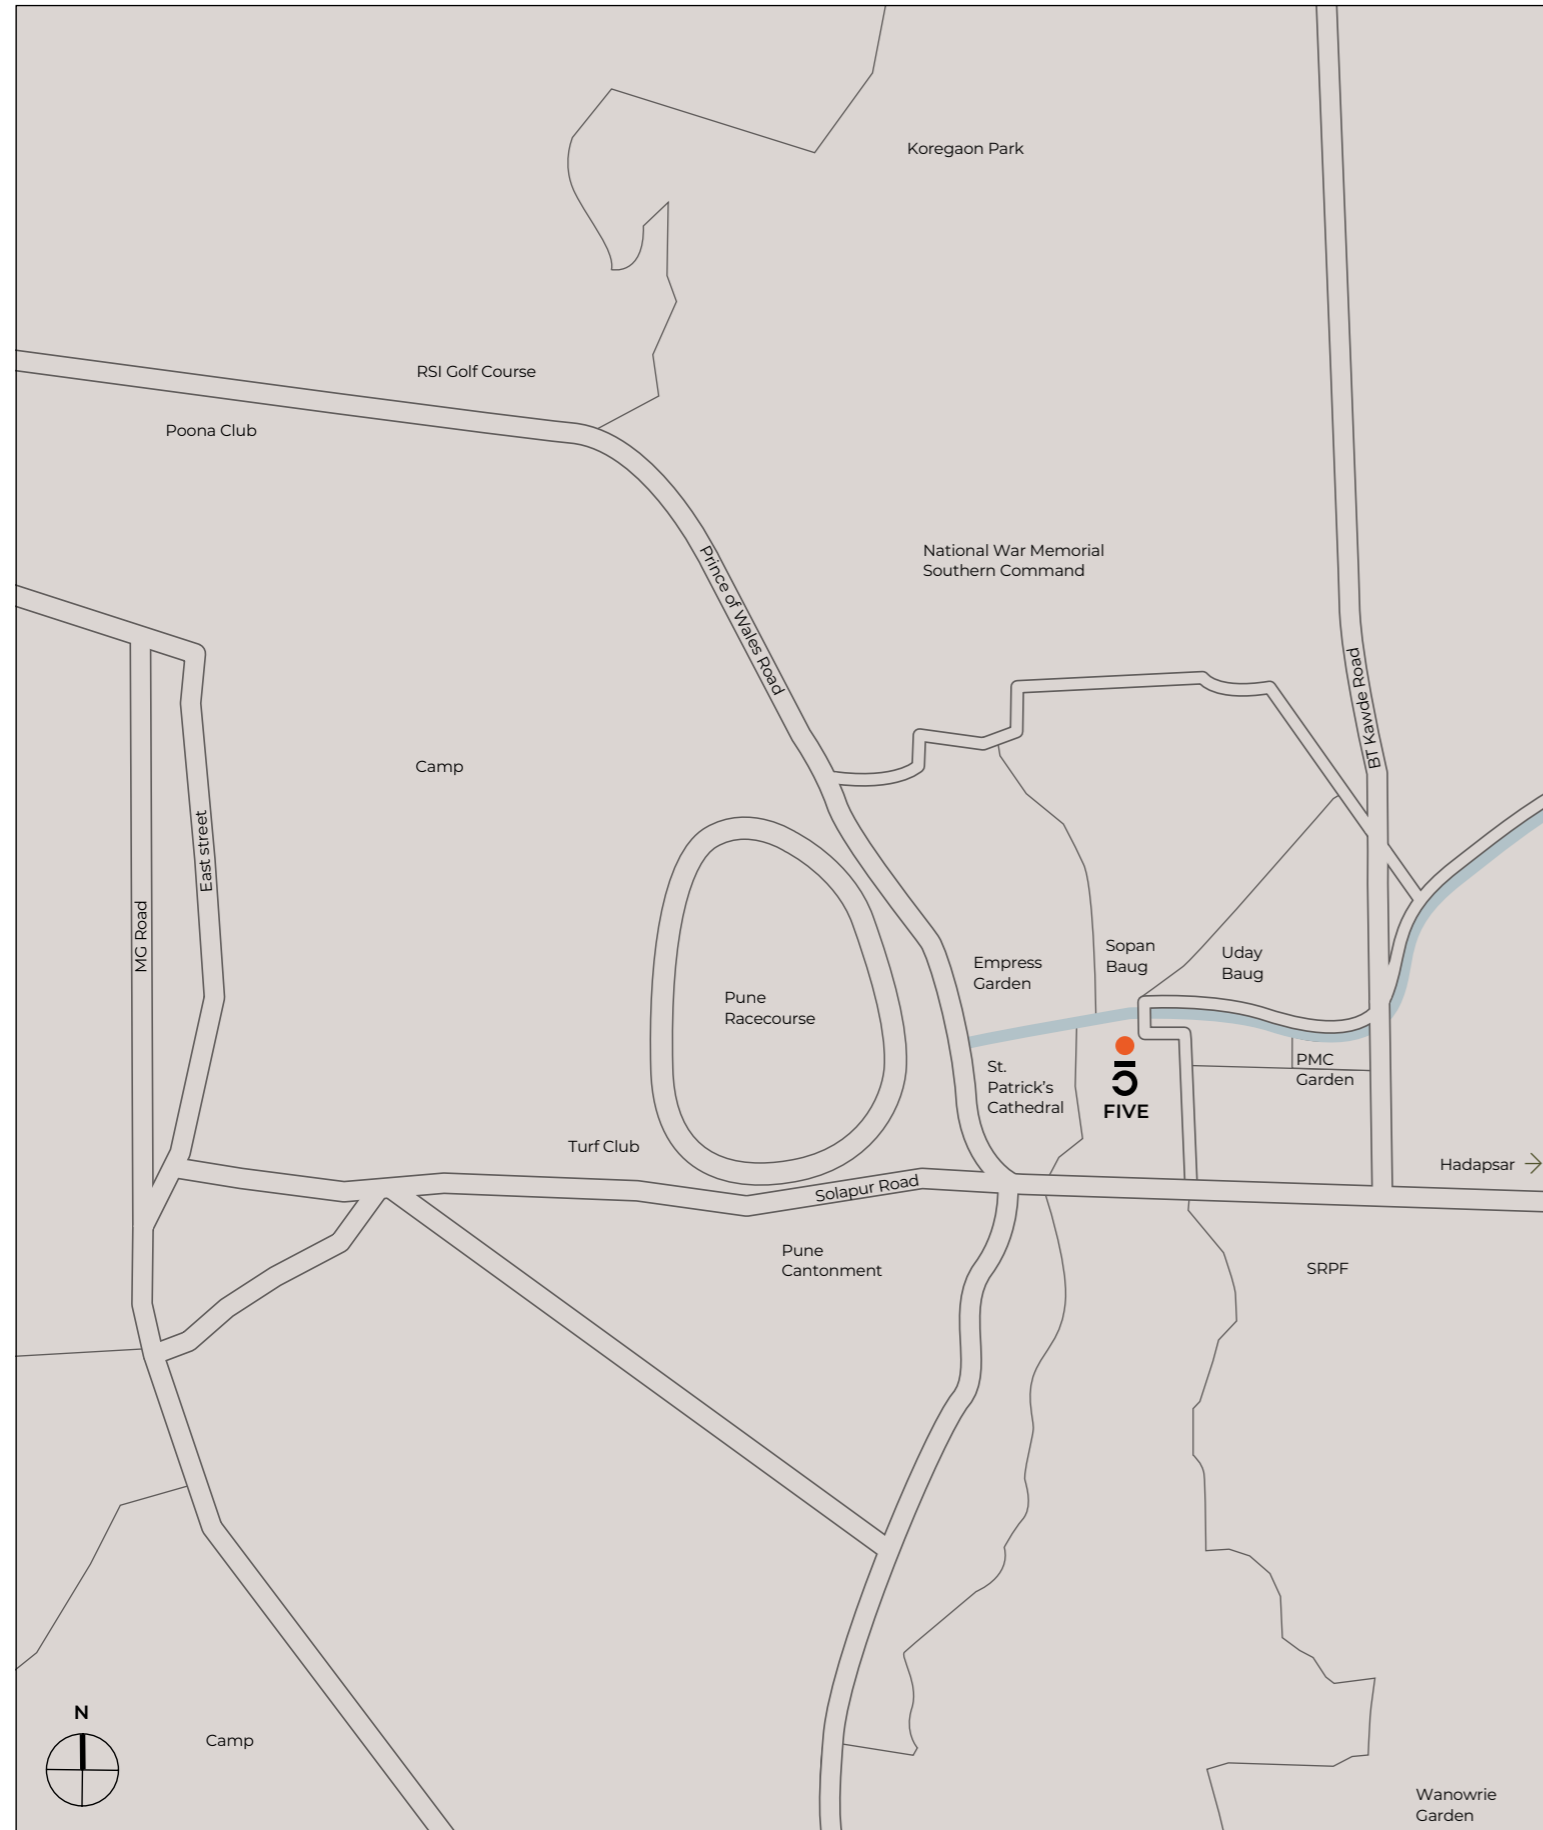 Koregaon Park
RSI Golf Course
Poona Club
National War Memorial
Southern Command
Prince of Wales Road
BT Kawde Road
Camp
East street
MG Road
Empress
Garden
Sopan
Baug
Uday
Baug
Pune
Racecourse
St.
Patrick's
Cathedral
5
FIVE
PMC
Garden
Turf Club
Hadapsar →
Solapur Road
Pune
Cantonment
SRPF
N
Camp
Wanowrie
Garden